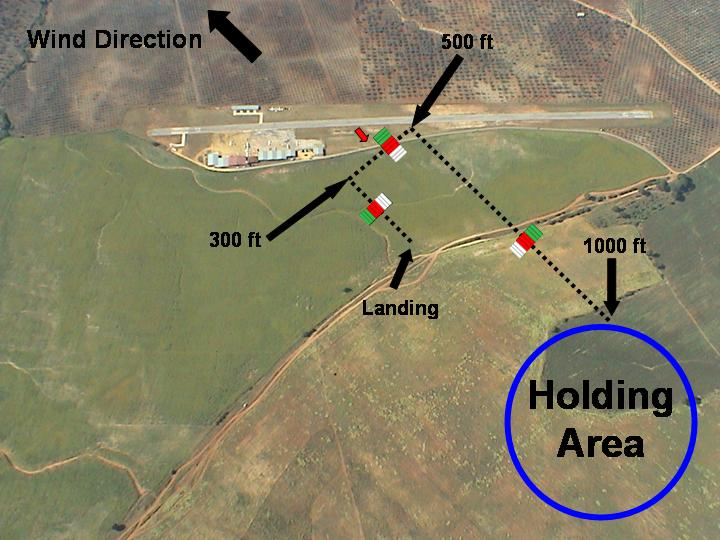 Wind Direction
500 ft
300 ft
1000 ft
Landing
Holding
Area